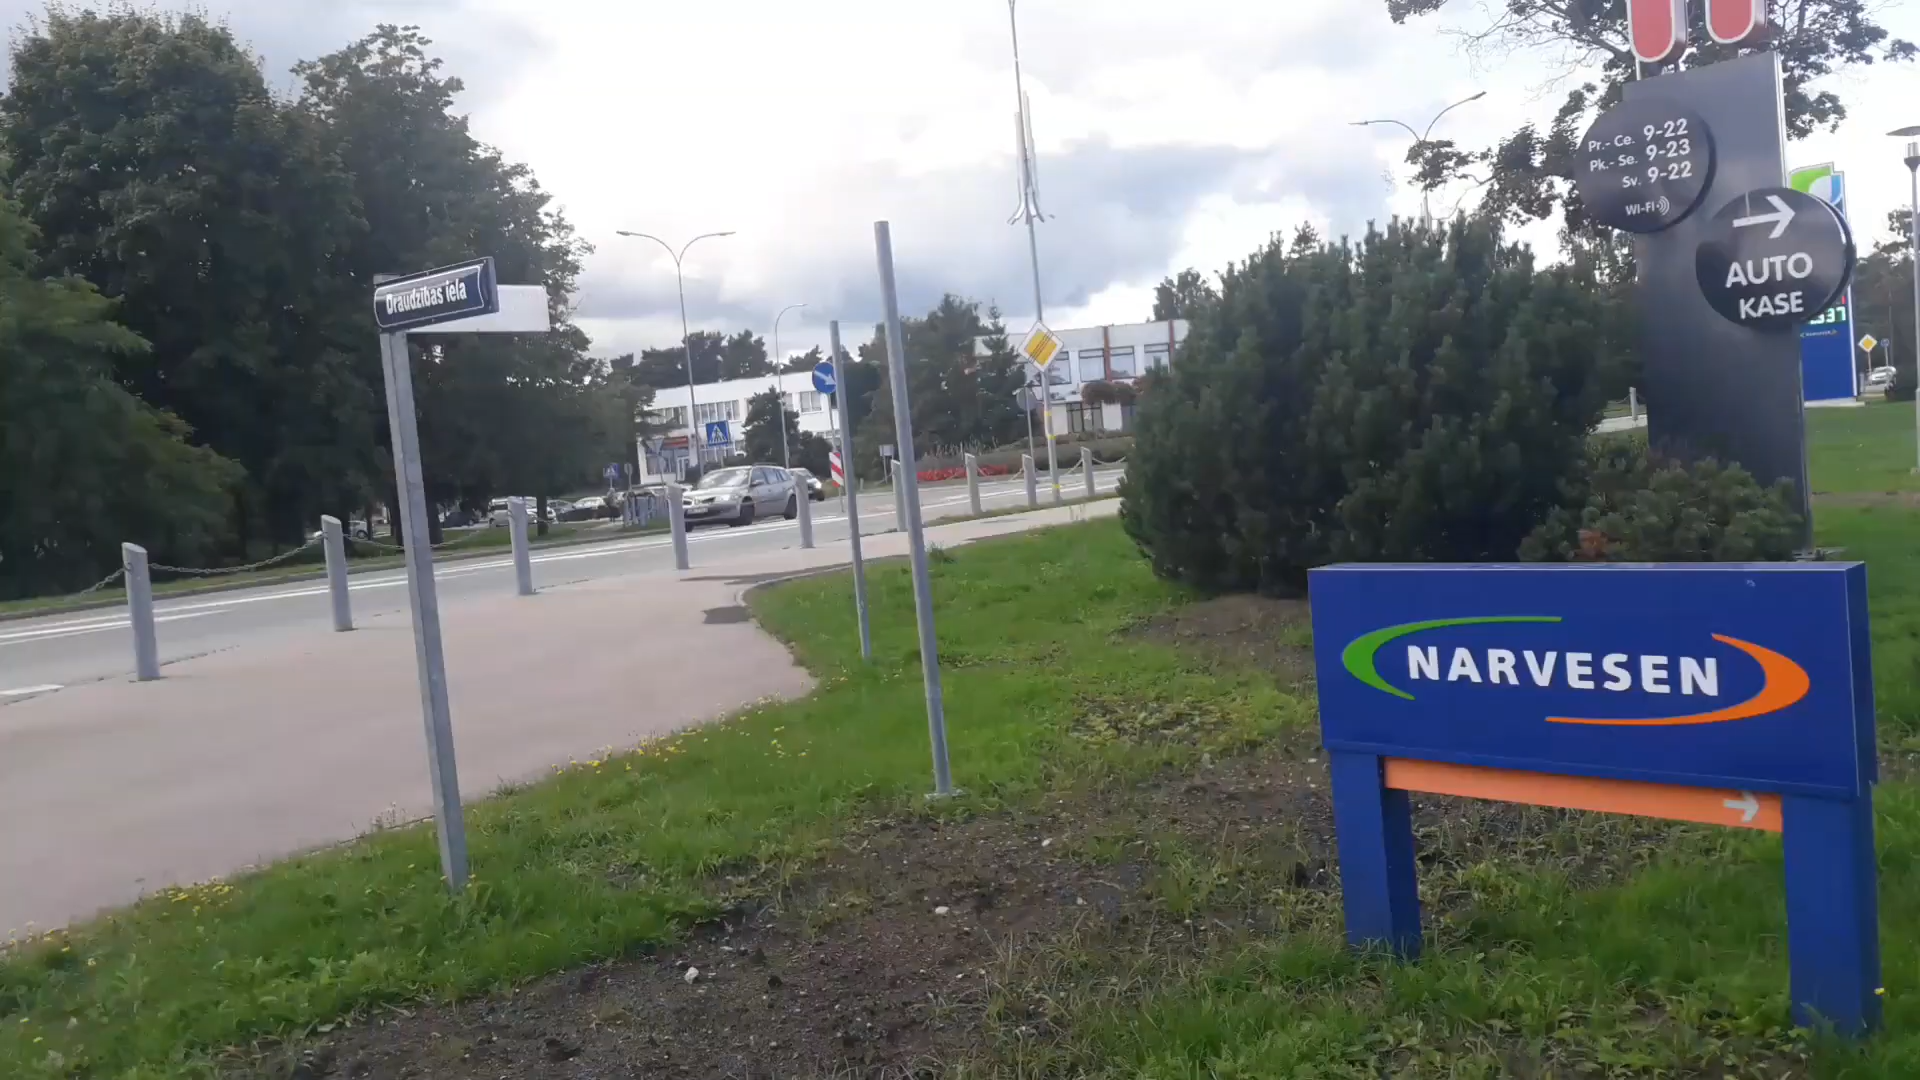 Draudzības iela
Pr.- Ce. 9-22
Pk.- Se. 9-23
Sv. 9-22
WI-FI
AUTO
KASE
NARVESEN